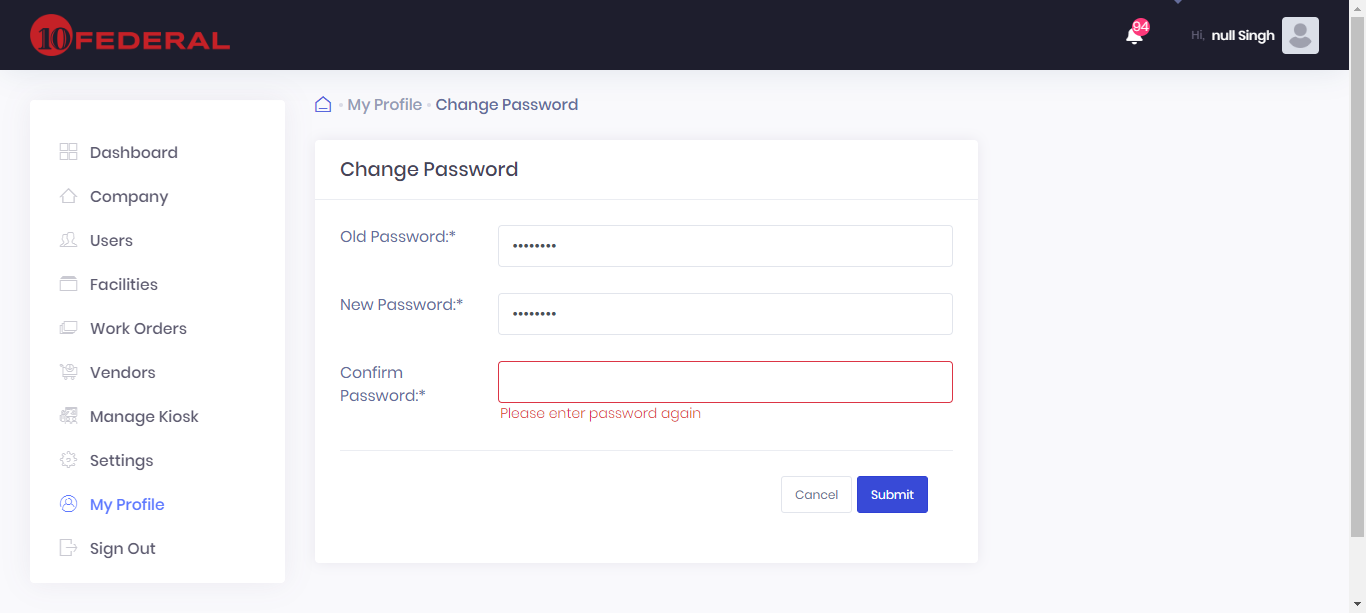 10 FEDERAL
94
Hi, null Singh
My Profile • Change Password
Dashboard
Company
Users
Facilities
Work Orders
Vendors
Manage Kiosk
Settings
My Profile
Sign Out
Change Password
Old Password:* ••••••••
New Password:* ••••••••
Confirm
Password:*
Please enter password again
Cancel Submit